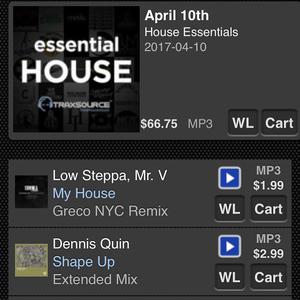 essential
HOUSE
TRAXSOURCE
April 10th
House Essentials
2017-04-10
$66.75 MP3 WL Cart
Low Steppa, Mr. V
My House
Greco NYC Remix
MP3
$1.99
WL Cart
Dennis Quin
Shape Up
Extended Mix
MP3
$2.99
WL Cart